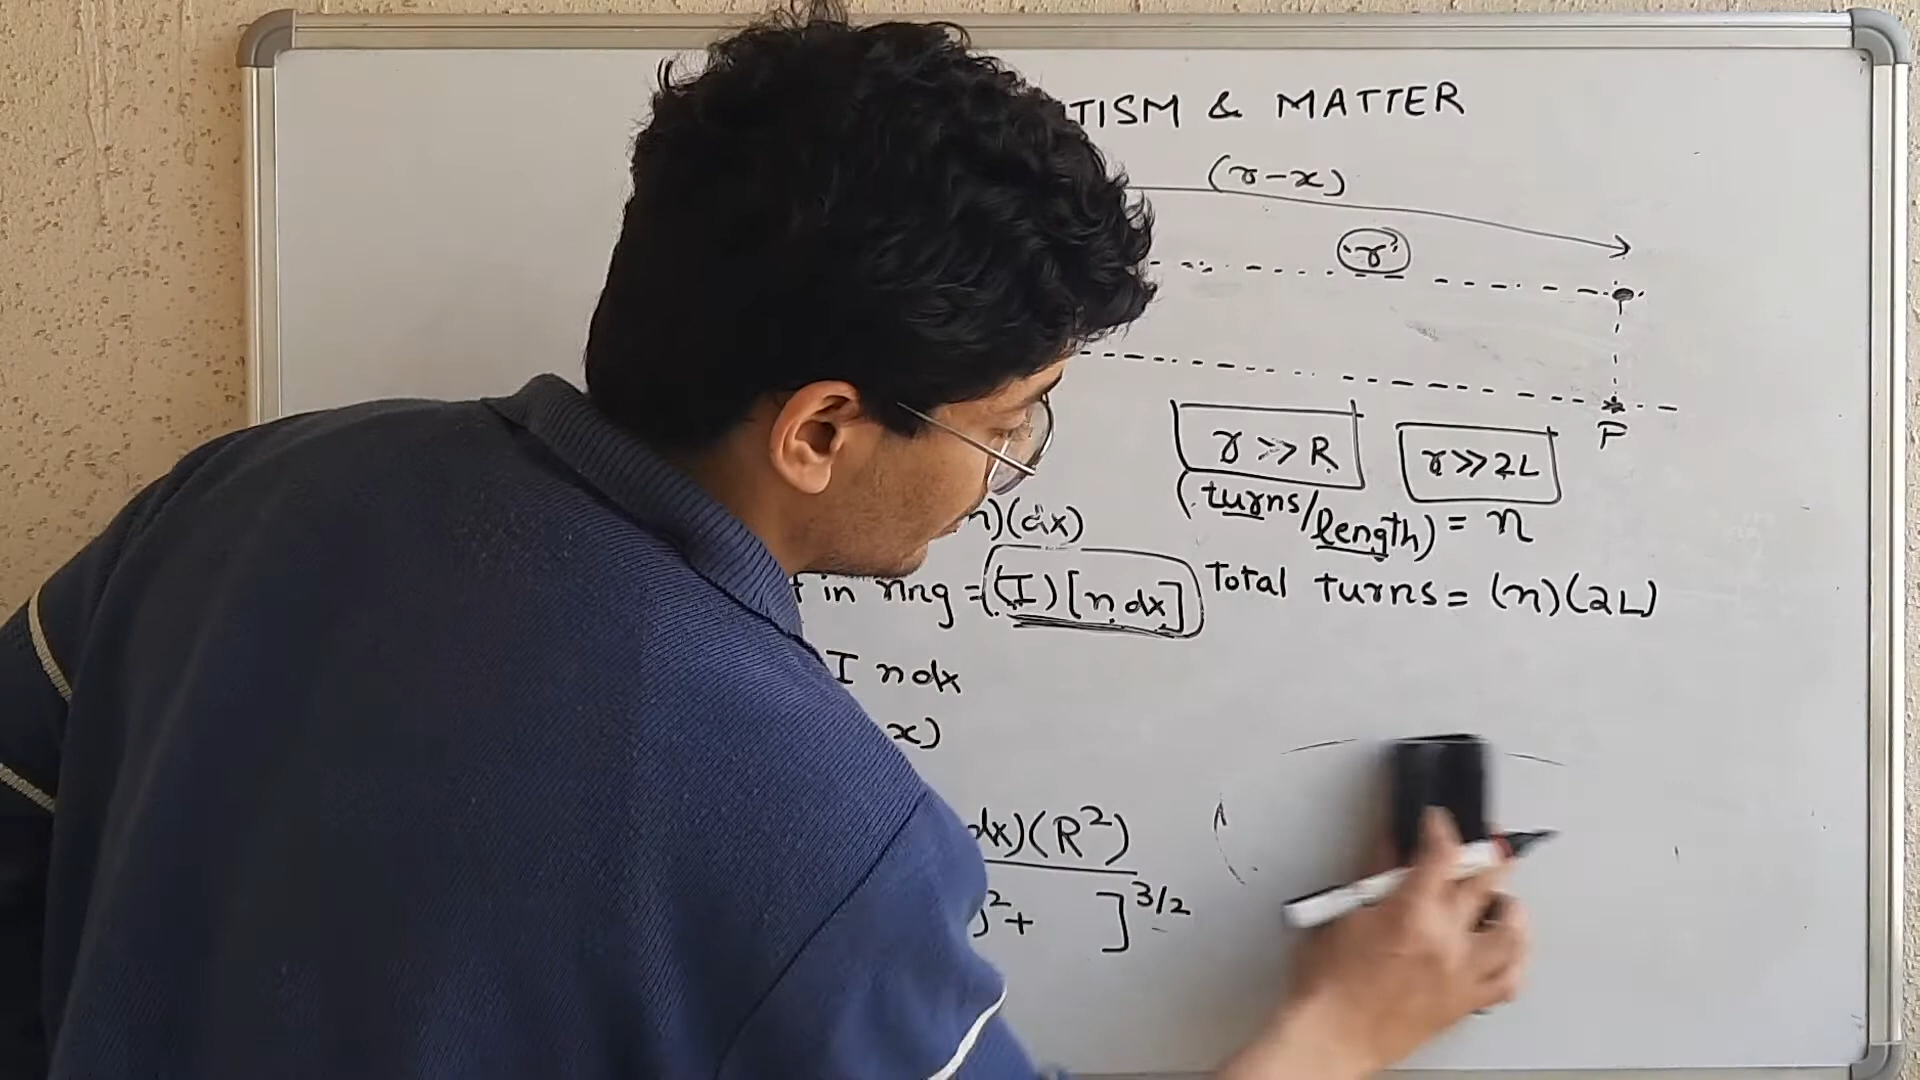 TISM & MATTER
(r-x)
r
P
r >> R
r >> 2L
(turns/length) = n
)(dx)
in ring = (I)[n dx]
Total turns = (n)(2L)
I n dx
x)
dx)(R²)
)²+ ]^3/2